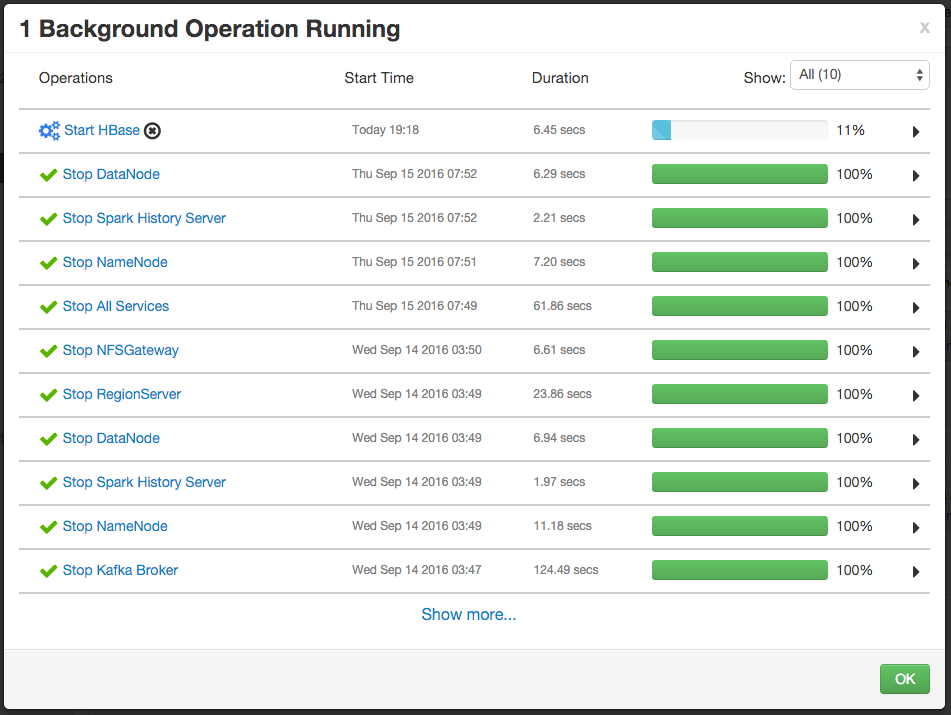 1 Background Operation Running x
Operations Start Time Duration Show: All (10)
Start HBase Today 19:18 6.45 secs 11%
Stop DataNode Thu Sep 15 2016 07:52 6.29 secs 100%
Stop Spark History Server Thu Sep 15 2016 07:52 2.21 secs 100%
Stop NameNode Thu Sep 15 2016 07:51 7.20 secs 100%
Stop All Services Thu Sep 15 2016 07:49 61.86 secs 100%
Stop NFSGateway Wed Sep 14 2016 03:50 6.61 secs 100%
Stop RegionServer Wed Sep 14 2016 03:49 23.86 secs 100%
Stop DataNode Wed Sep 14 2016 03:49 6.94 secs 100%
Stop Spark History Server Wed Sep 14 2016 03:49 1.97 secs 100%
Stop NameNode Wed Sep 14 2016 03:49 11.18 secs 100%
Stop Kafka Broker Wed Sep 14 2016 03:47 124.49 secs 100%
Show more...
OK